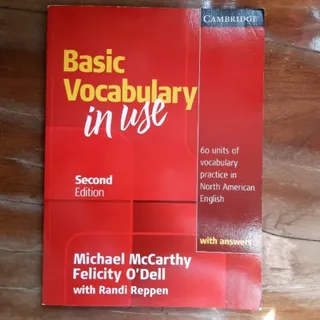 CAMBRIDGE
Basic
Vocabulary
in use
60 units of
vocabulary
practice in
North American
English
Second
Edition
with answers
Michael McCarthy
Felicity O'Dell
with Randi Reppen